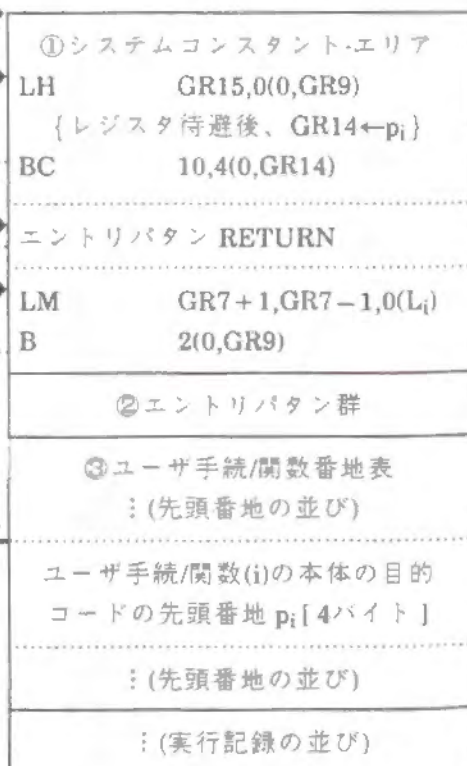 ①システムコンスタント・エリア
LH GR15,0(0,GR9)
{レジスタ待避後、GR14←pi}
BC 10,4(0,GR14)
エントリパタン RETURN
LM GR7+1,GR7−1,0(Li)
B 2(0,GR9)
②エントリパタン群
③ユーザ手続/関数番地表
⋮(先頭番地の並び)
ユーザ手続/関数(i)の本体の目的
コードの先頭番地 pi [ 4バイト ]
⋮(先頭番地の並び)
⋮(実行記録の並び)